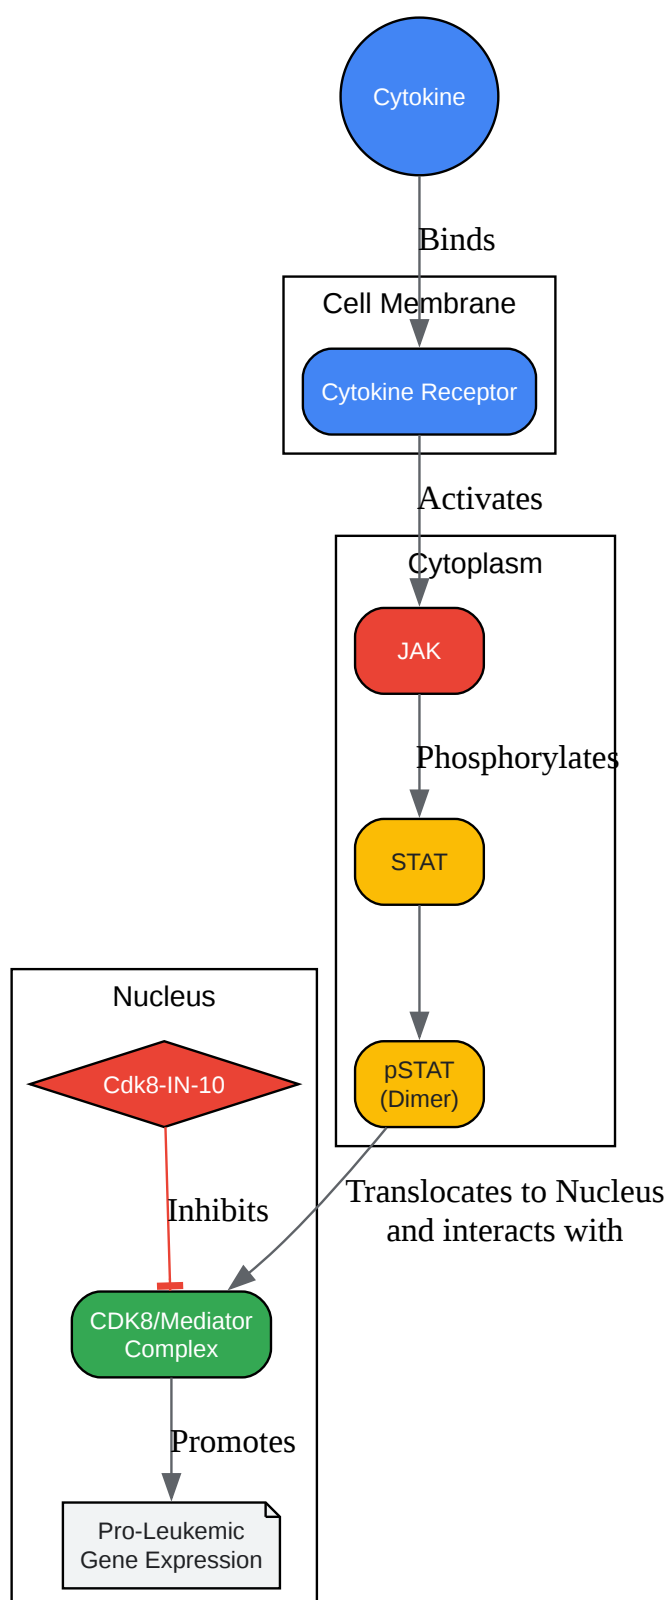 Cytokine
Binds
Cell Membrane
Cytokine Receptor
Activates
Cytoplasm
JAK
Phosphorylates
STAT
Nucleus
Cdk8-IN-10
pSTAT
(Dimer)
Translocates to Nucleus
and interacts with
Inhibits
CDK8/Mediator
Complex
Promotes
Pro-Leukemic
Gene Expression